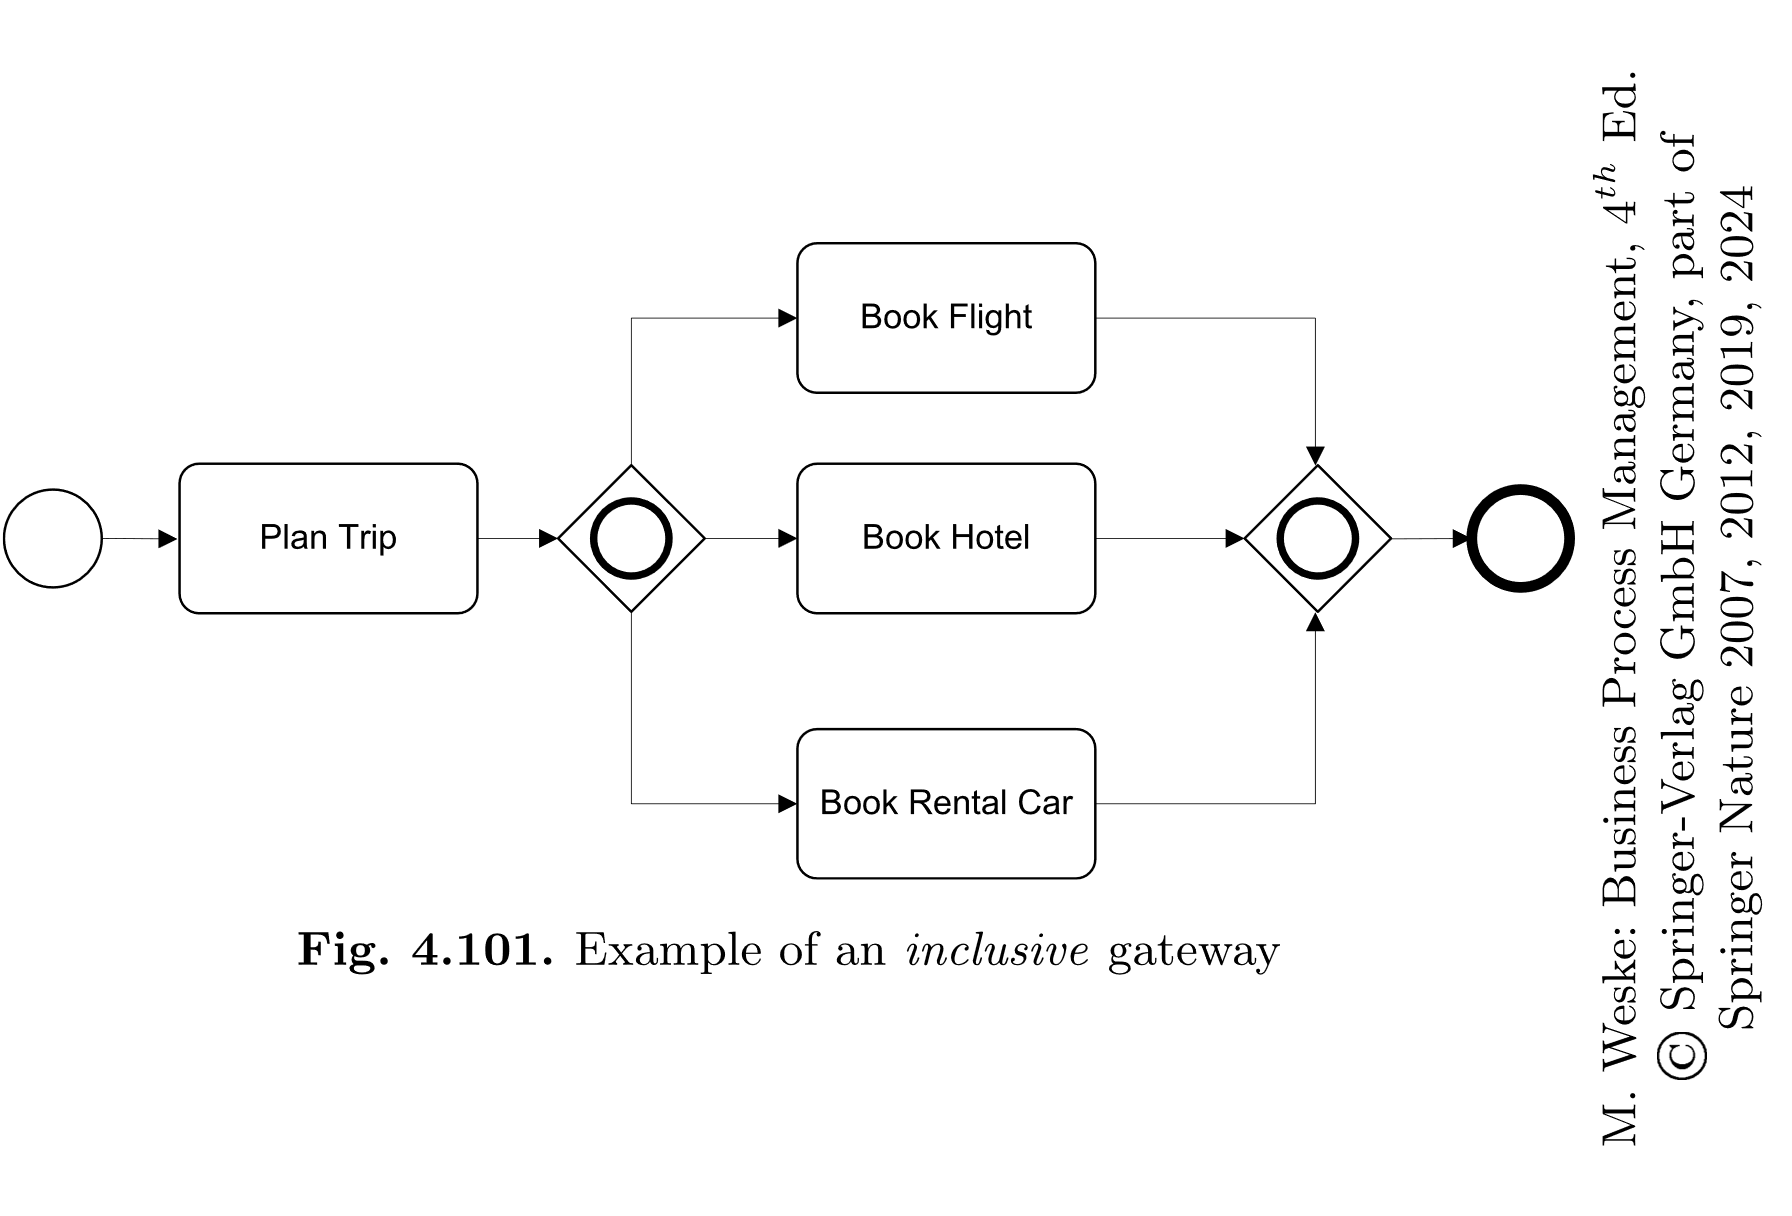 Book Flight
Plan Trip
Book Hotel
Book Rental Car
Fig. 4.101. Example of an inclusive gateway
M. Weske: Business Process Management, 4th Ed.
© Springer-Verlag GmbH Germany, part of
Springer Nature 2007, 2012, 2019, 2024